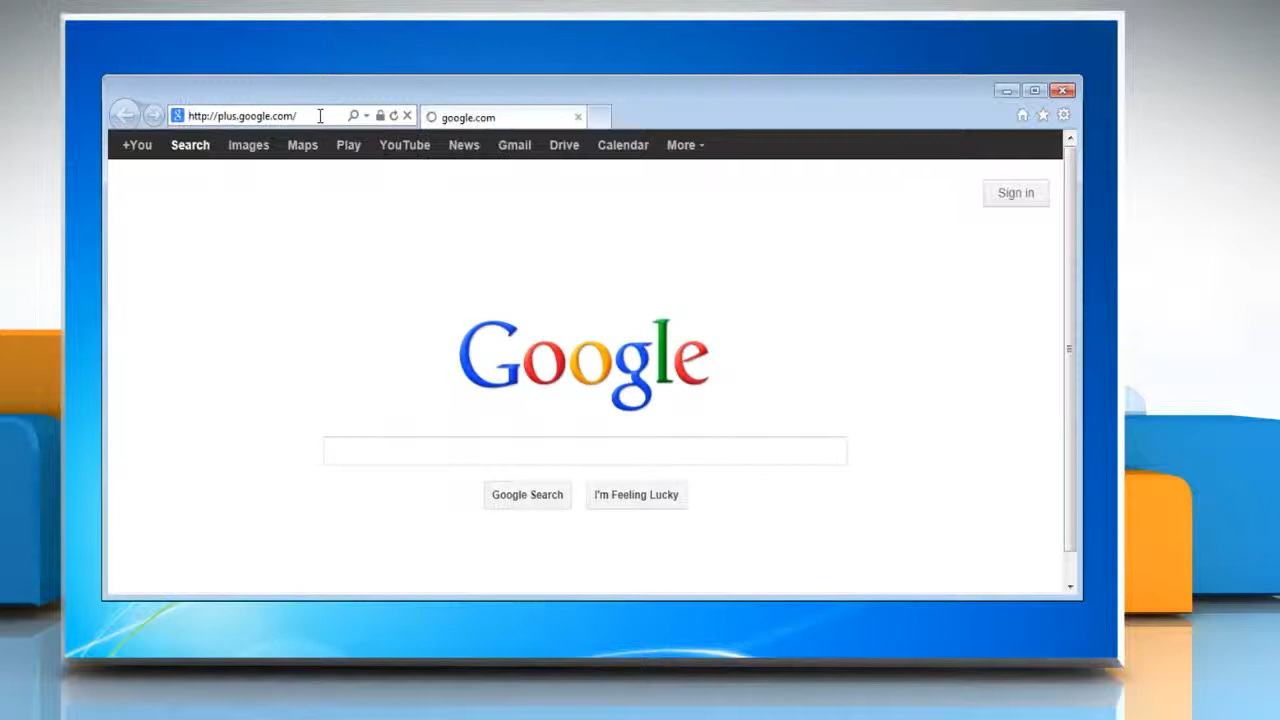 http://plus.google.com/
google.com
+You Search Images Maps Play YouTube News Gmail Drive Calendar More
Sign in
Google
Google Search I'm Feeling Lucky